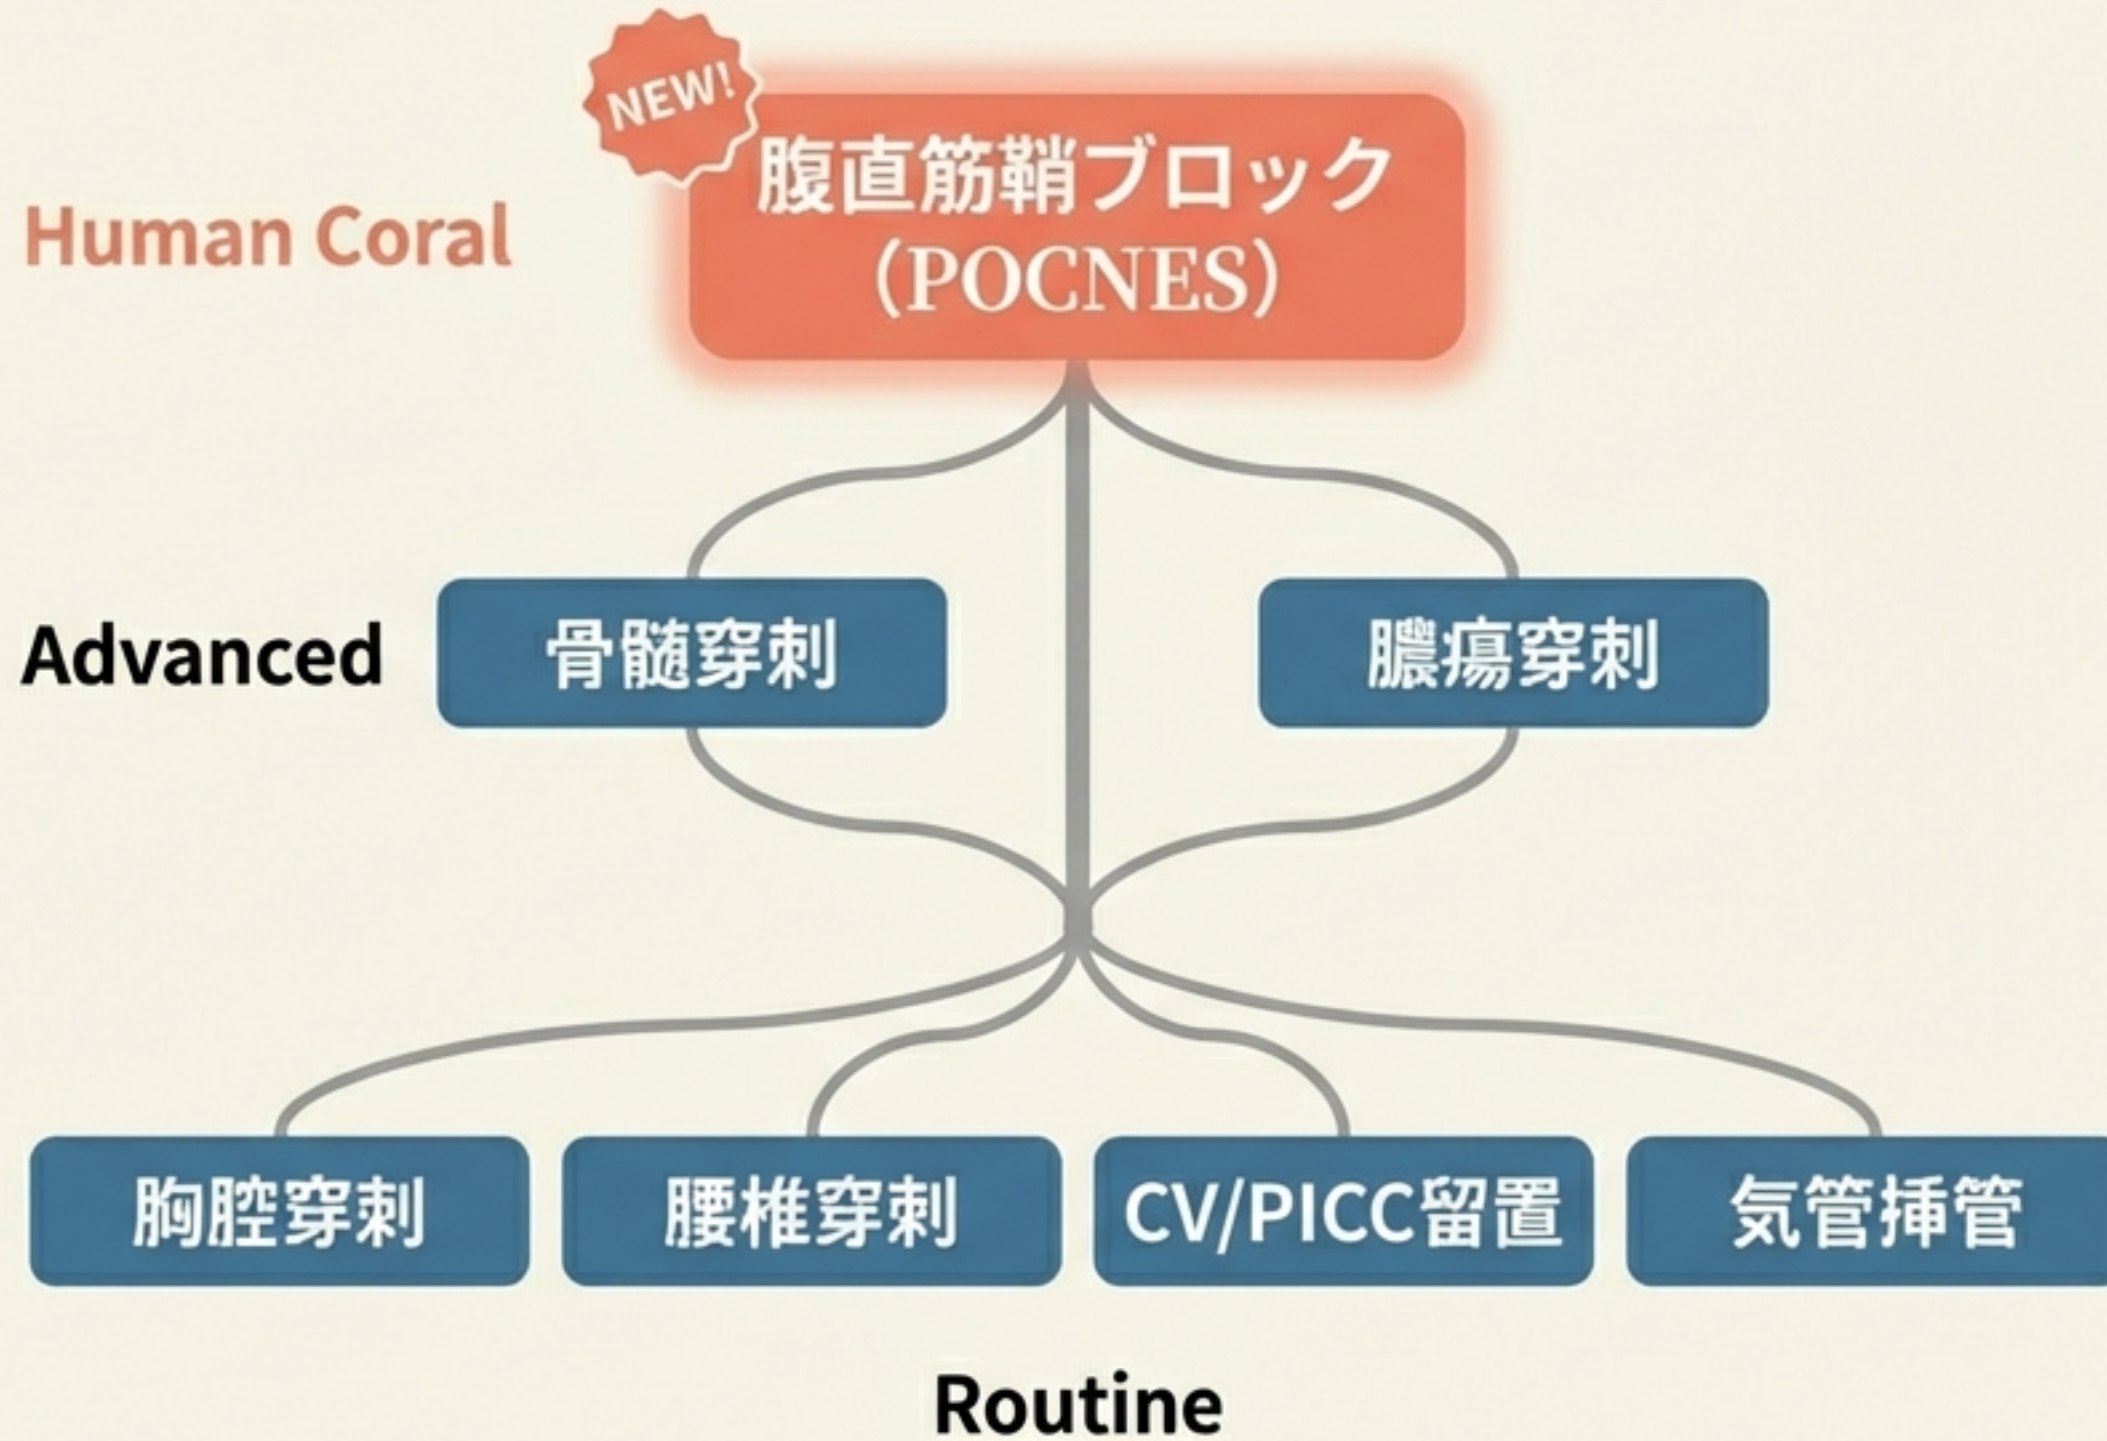 NEW!
腹直筋鞘ブロック
（POCNES）
Human Coral
Advanced
骨髄穿刺
膿瘍穿刺
胸腔穿刺
腰椎穿刺
CV/PICC留置
気管挿管
Routine